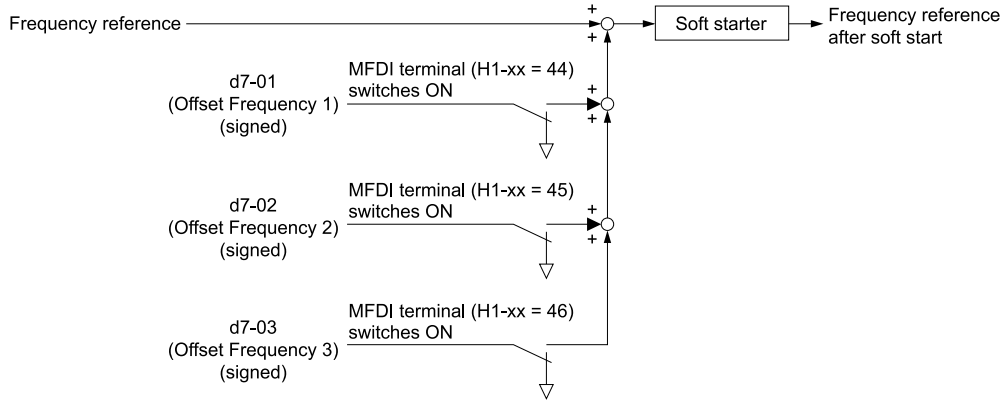 Frequency reference
+
+
Soft starter
Frequency reference
after soft start
d7-01
(Offset Frequency 1)
(signed)
MFDI terminal (H1-xx = 44)
switches ON
+
+
d7-02
(Offset Frequency 2)
(signed)
MFDI terminal (H1-xx = 45)
switches ON
+
+
d7-03
(Offset Frequency 3)
(signed)
MFDI terminal (H1-xx = 46)
switches ON